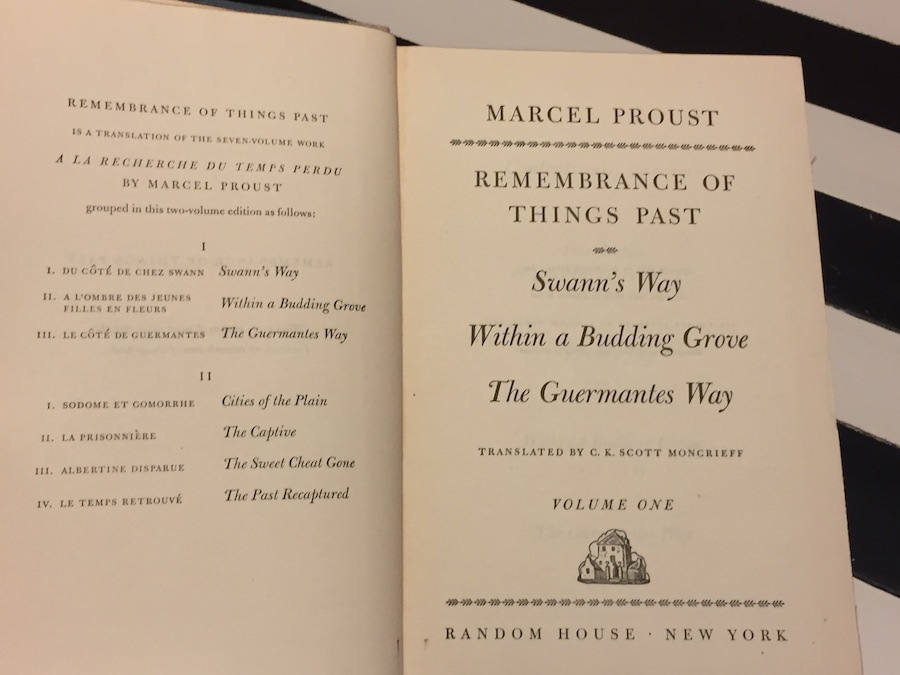 REMEMBRANCE OF THINGS PAST
IS A TRANSLATION OF THE SEVEN-VOLUME WORK
A LA RECHERCHE DU TEMPS PERDU
BY MARCEL PROUST
grouped in this two-volume edition as follows:
I
I. DU CÔTÉ DE CHEZ SWANN Swann's Way
II. A L'OMBRE DES JEUNES
FILLES EN FLEURS Within a Budding Grove
III. LE CÔTÉ DE GUERMANTES The Guermantes Way
II
I. SODOME ET GOMORRHE Cities of the Plain
II. LA PRISONNIÈRE The Captive
III. ALBERTINE DISPARUE The Sweet Cheat Gone
IV. LE TEMPS RETROUVÉ The Past Recaptured
MARCEL PROUST
REMEMBRANCE OF
THINGS PAST
Swann's Way
Within a Budding Grove
The Guermantes Way
TRANSLATED BY C. K. SCOTT MONCRIEFF
VOLUME ONE
RANDOM HOUSE · NEW YORK